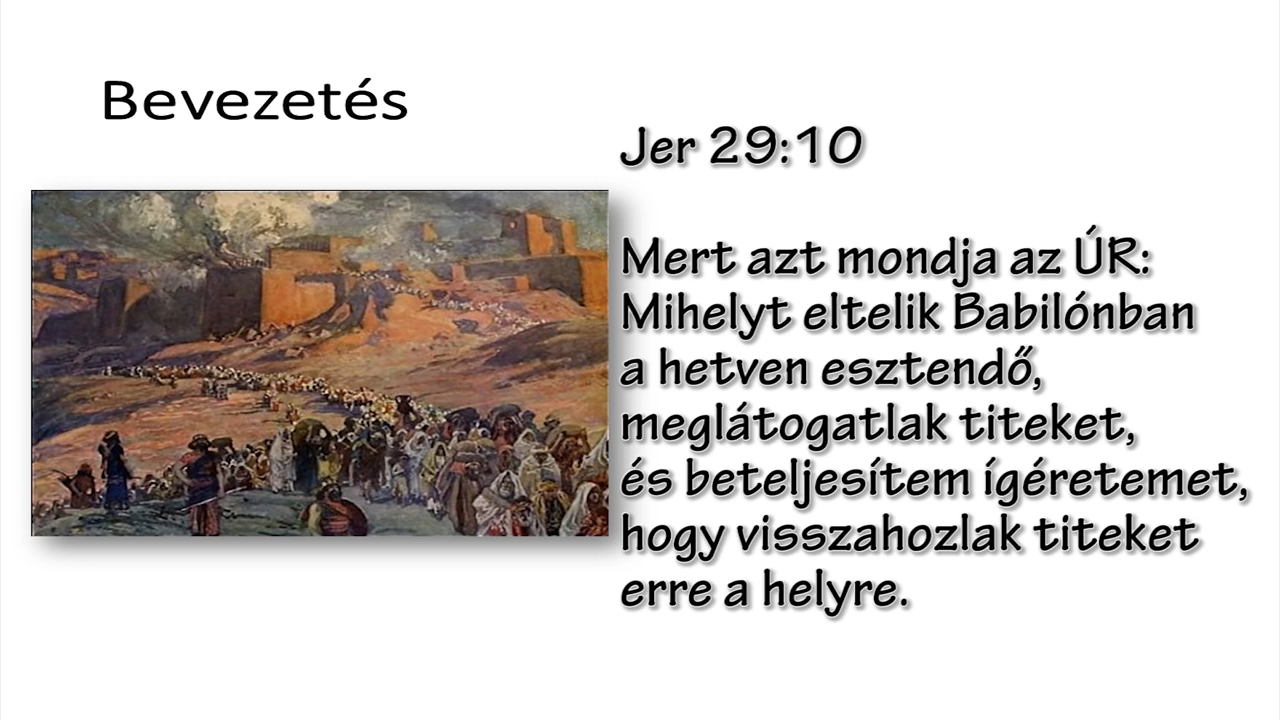 Bevezetés
Jer 29:10
Mert azt mondja az ÚR:
Mihelyt eltelik Babilónban
a hetven esztendő,
meglátogatlak titeket,
és beteljesítem ígéretemet,
hogy visszahozlak titeket
erre a helyre.